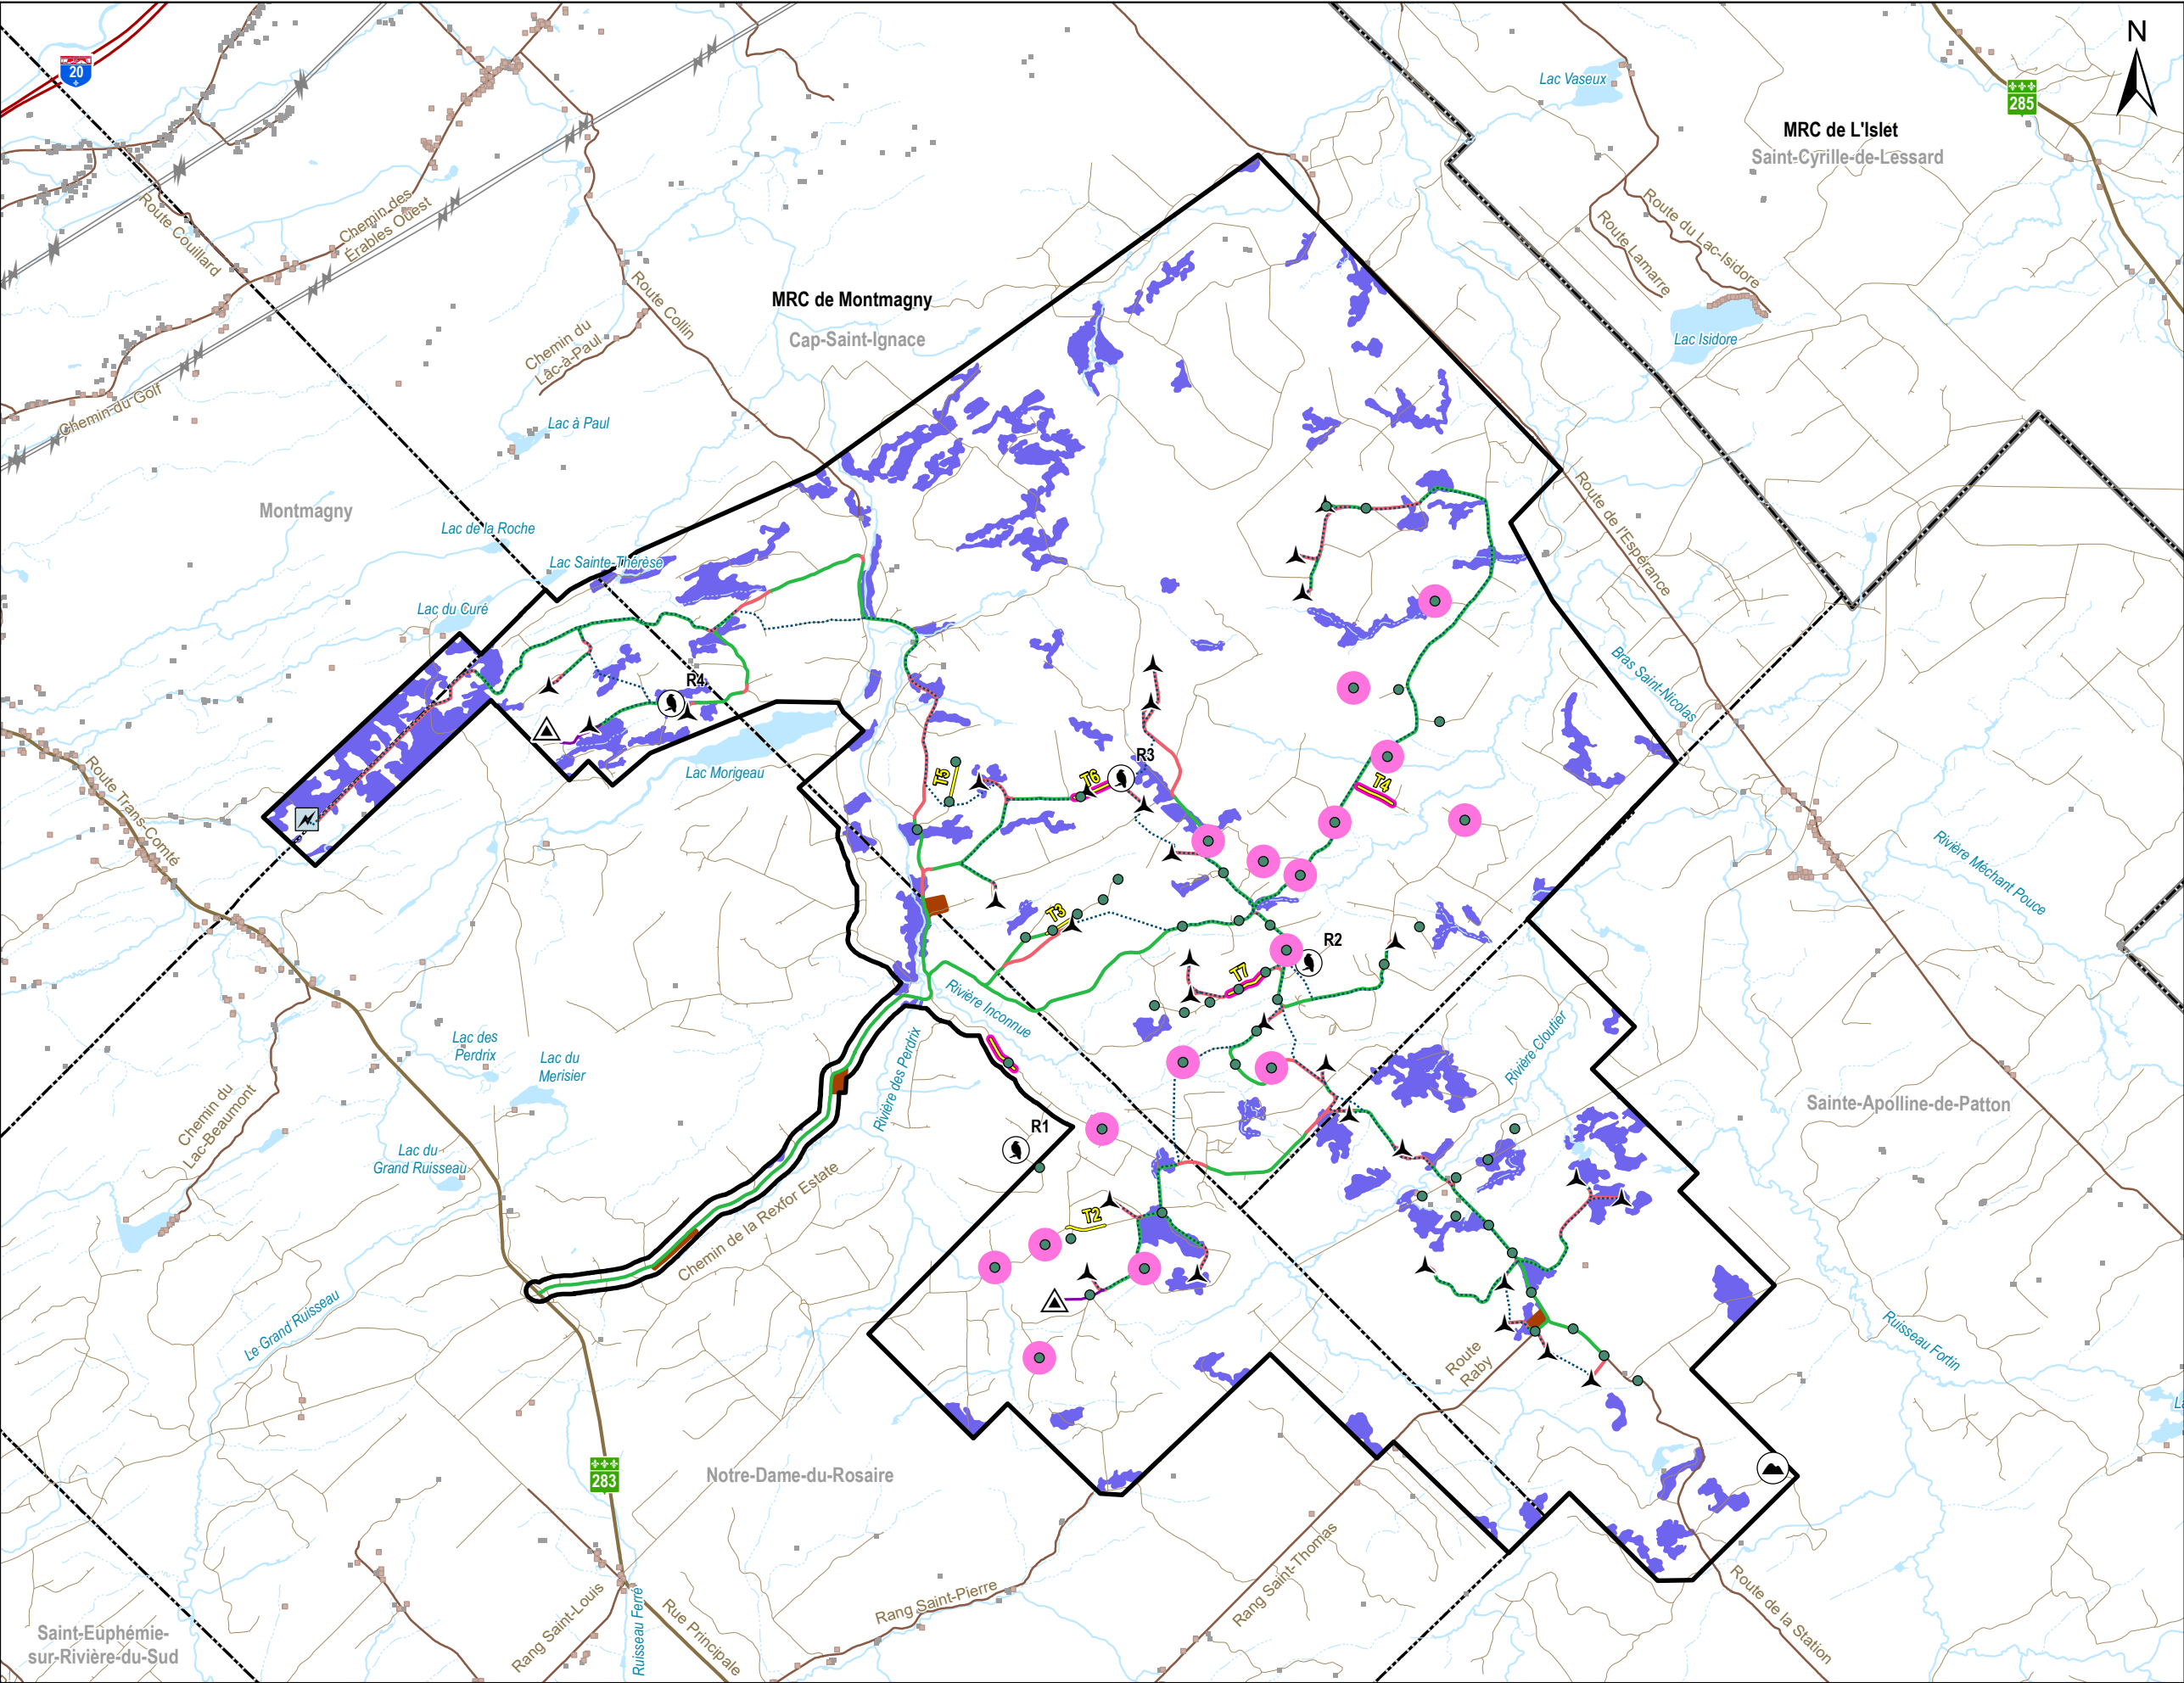 N
20
285
Lac Vaseux
MRC de L'Islet
Saint-Cyrille-de-Lessard
Route Couillard
Chemin des
Érables Ouest
Route du Lac-Isidore
Route Lamarre
Route Collin
MRC de Montmagny
Cap-Saint-Ignace
Lac Isidore
Chemin du
Lac-à-Paul
Chemin du Golf
Lac à Paul
Montmagny
Lac de la Roche
Route de l'Espérance
Lac Sainte-Thérèse
Lac du Curé
Bras Saint-Nicolas
R4
Lac Morigeau
R3
T5
T6
T4
Route Trans-Comté
Rivière Méchant Pouce
T3
R2
T7
Rivière Inconnue
Lac des
Perdrix
Lac du
Merisier
Rivière des Perdrix
Rivière Cloutier
Chemin du
Lac-Beaumont
Sainte-Apolline-de-Patton
R1
Lac du
Grand Ruisseau
Chemin de la Rexfor Estate
T2
Le Grand Ruisseau
Ruisseau Fortin
Route
Raby
La
283
Notre-Dame-du-Rosaire
Saint-Euphémie-
sur-Rivière-du-Sud
Rang Saint-Louis
Ruisseau Ferré
Rue Principale
Rang Saint-Pierre
Rang Saint-Thomas
Route de la Station